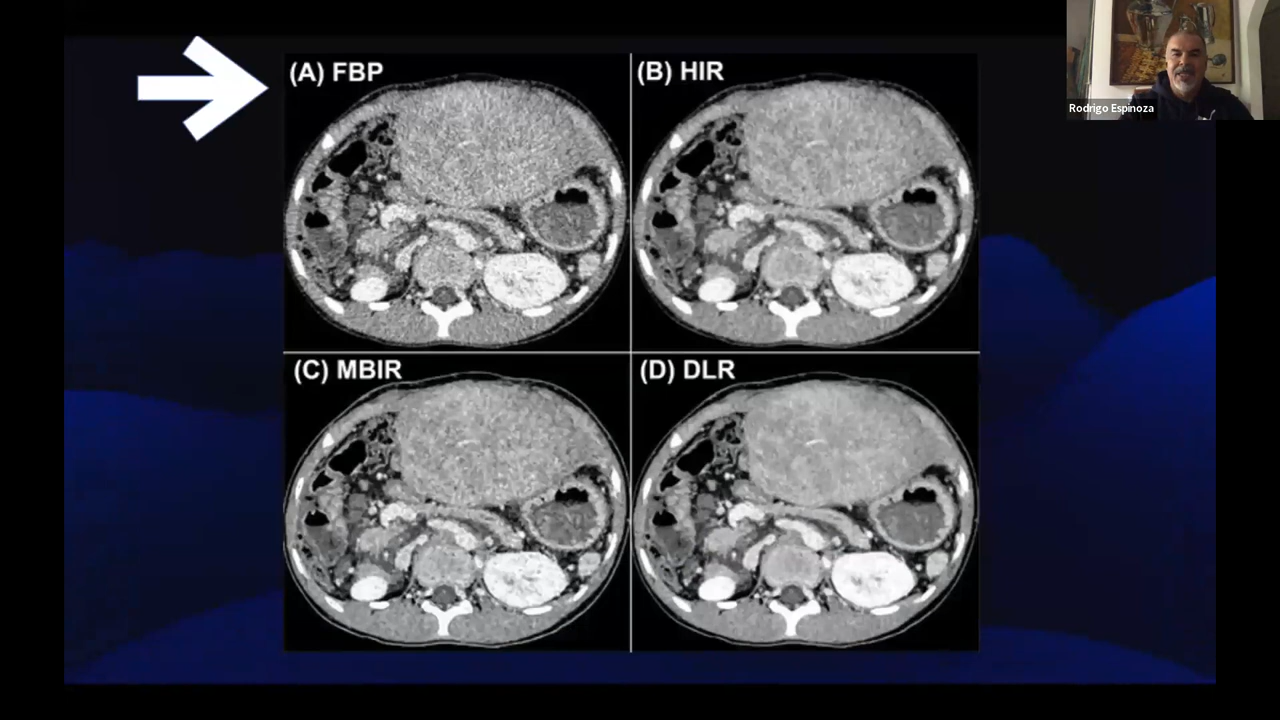 (A) FBP
(B) HIR
Rodrigo Espinoza
(C) MBIR
(D) DLR